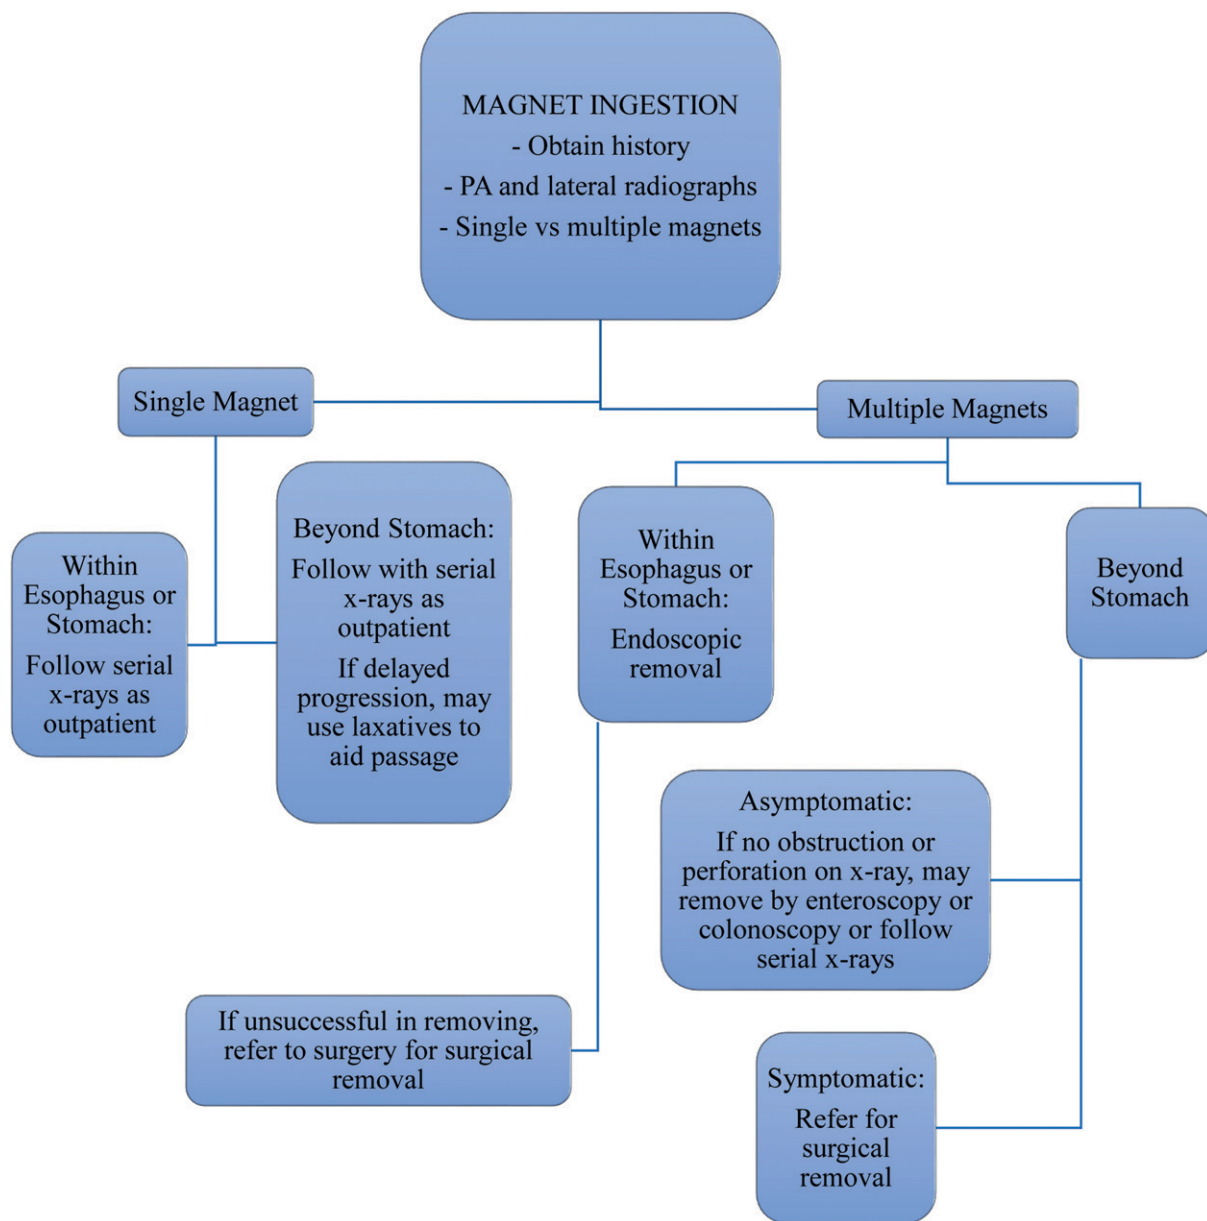 MAGNET INGESTION
- Obtain history
- PA and lateral radiographs
- Single vs multiple magnets
Single Magnet
Multiple Magnets
Within
Esophagus or
Stomach:
Follow serial
x-rays as
outpatient
Beyond Stomach:
Follow with serial
x-rays as
outpatient
If delayed
progression, may
use laxatives to
aid passage
Within
Esophagus or
Stomach:
Endoscopic
removal
Beyond
Stomach
Asymptomatic:
If no obstruction or
perforation on x-ray, may
remove by enteroscopy or
colonoscopy or follow
serial x-rays
If unsuccessful in removing,
refer to surgery for surgical
removal
Symptomatic:
Refer for
surgical
removal